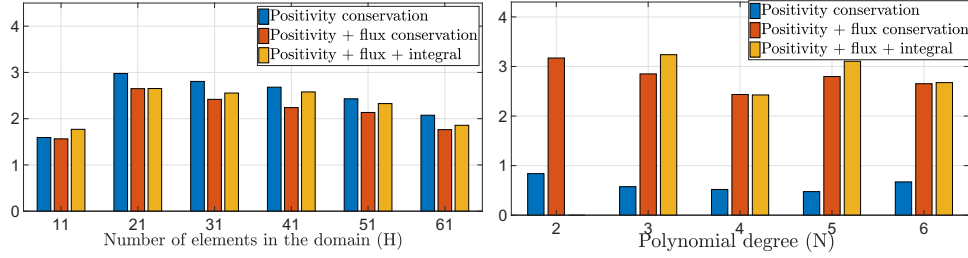 4
3
2
1
0
11 21 31 41 51 61
Number of elements in the domain (H)
Positivity conservation
Positivity + flux conservation
Positivity + flux + integral
4
3
2
1
0
2 3 4 5 6
Polynomial degree (N)
Positivity conservation
Positivity + flux conservation
Positivity + flux + integral